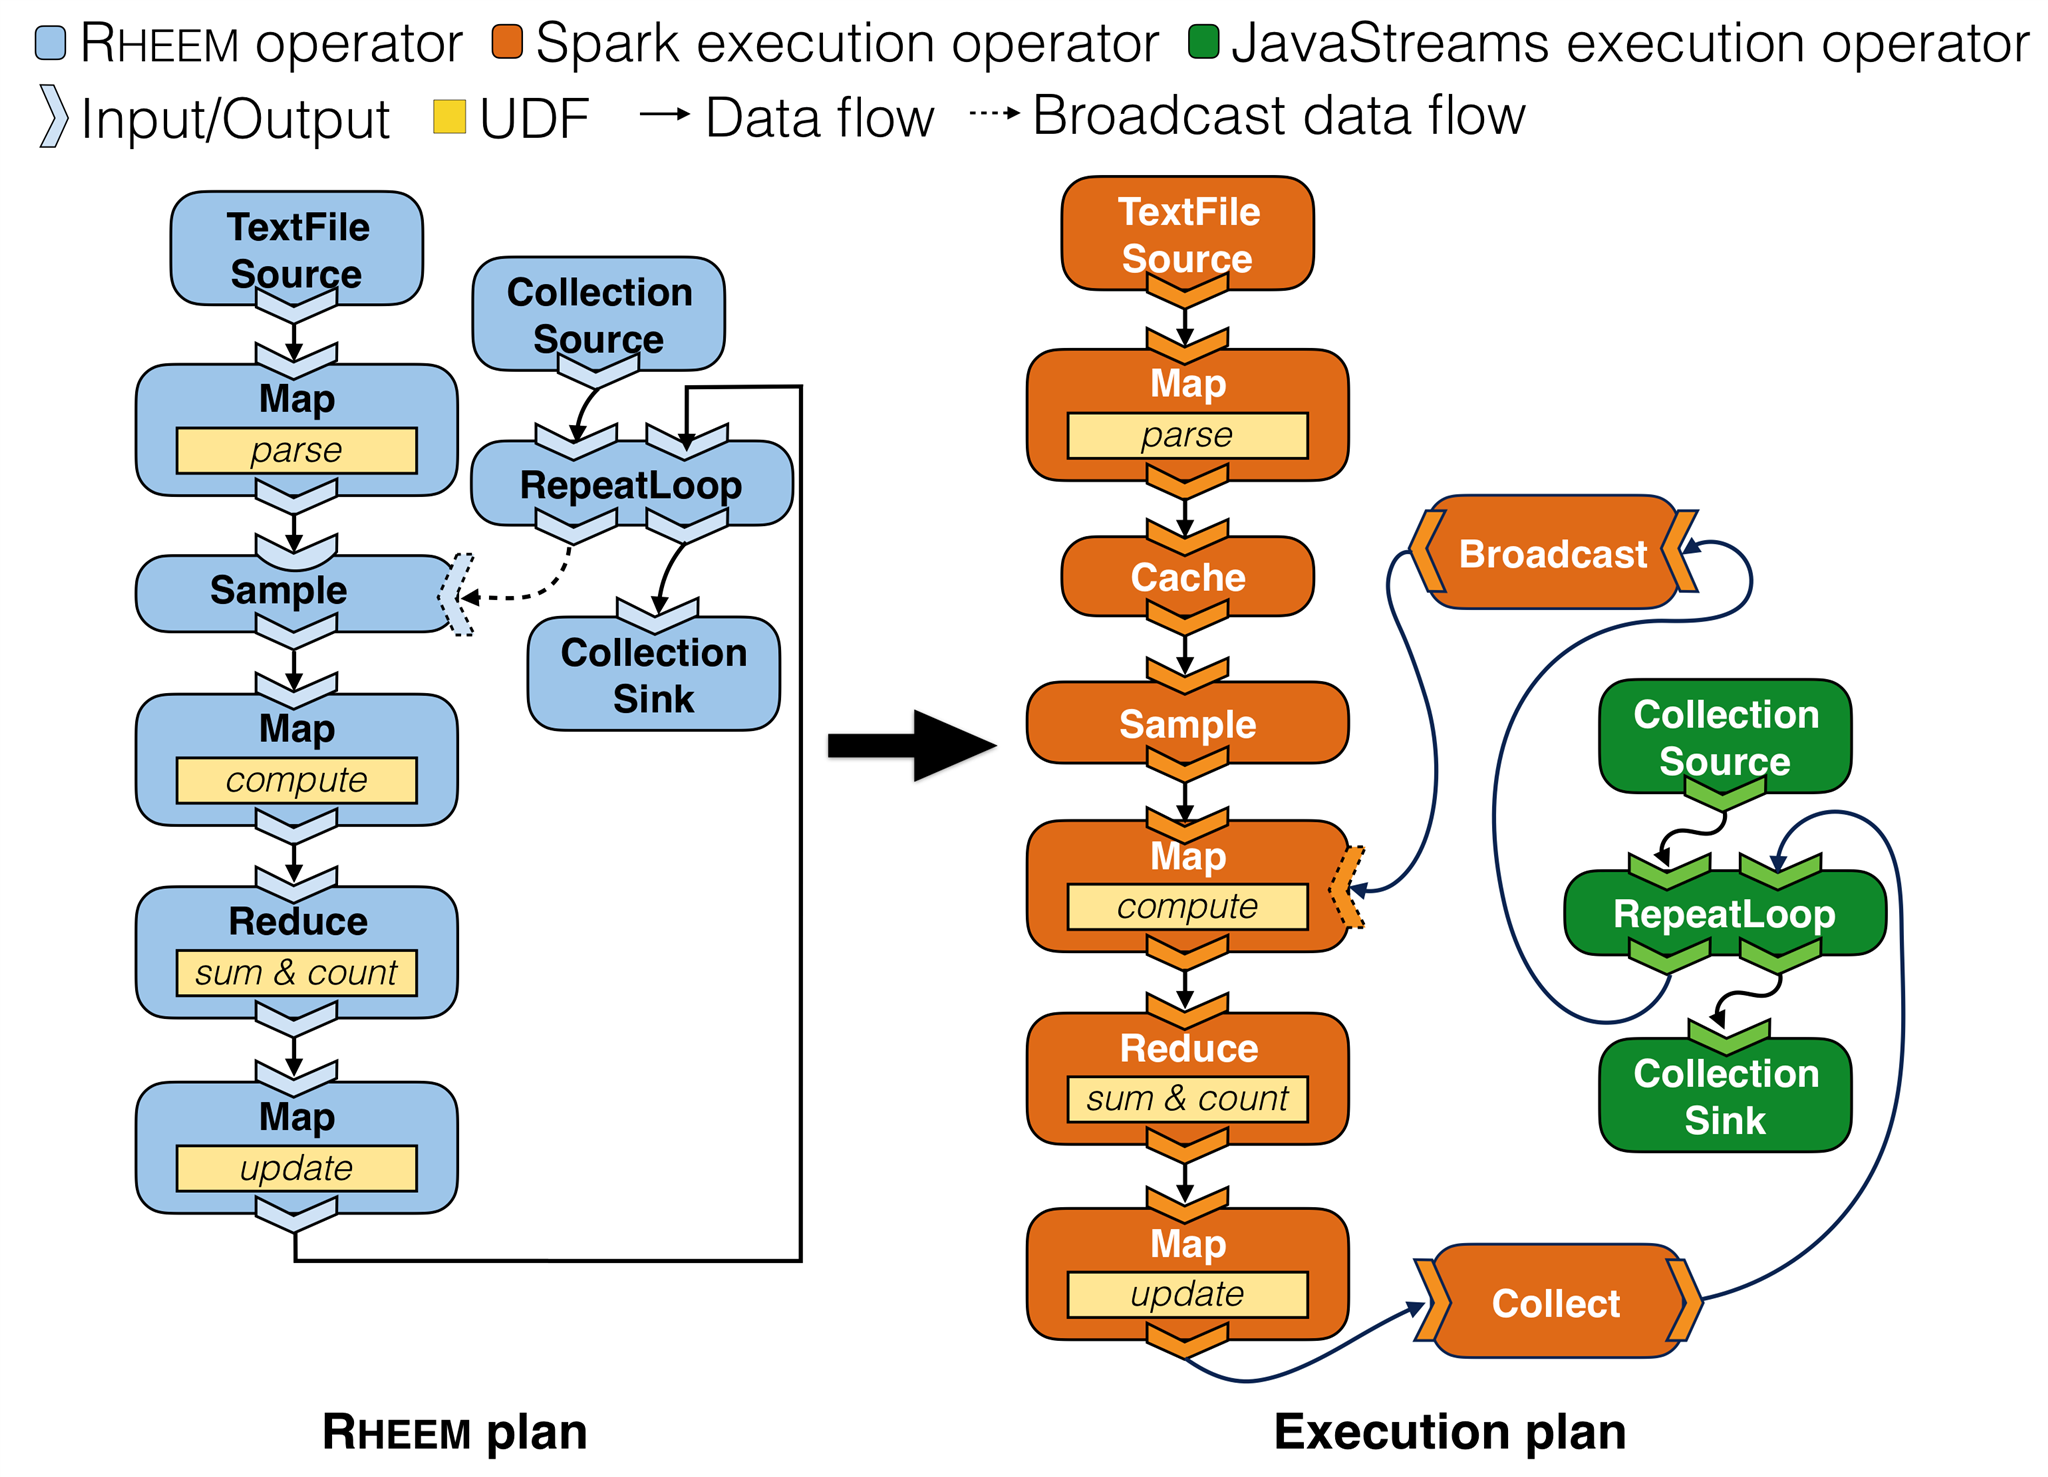 RHEEM operator Spark execution operator JavaStreams execution operator
Input/Output UDF Data flow Broadcast data flow
TextFile
Source
Collection
Source
Map
parse
RepeatLoop
Sample
Collection
Sink
Map
compute
Reduce
sum & count
Map
update
RHEEM plan
TextFile
Source
Map
parse
Cache
Broadcast
Sample
Collection
Source
Map
compute
RepeatLoop
Reduce
sum & count
Collection
Sink
Map
update
Collect
Execution plan